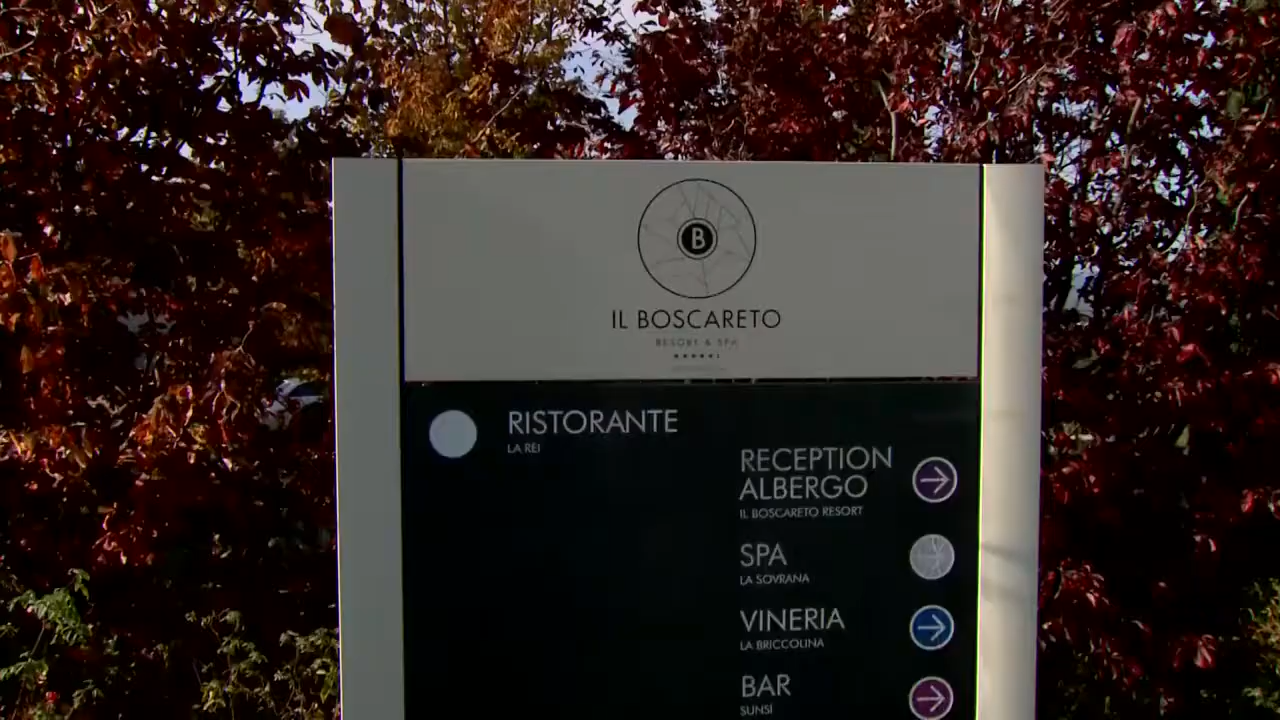 B
IL BOSCARETO
RESORT & SPA
RISTORANTE
LA REI
RECEPTION
ALBERGO
IL BOSCARETO RESORT
SPA
LA SOVRANA
VINERIA
LA BRICCOLINA
BAR
SUNSI